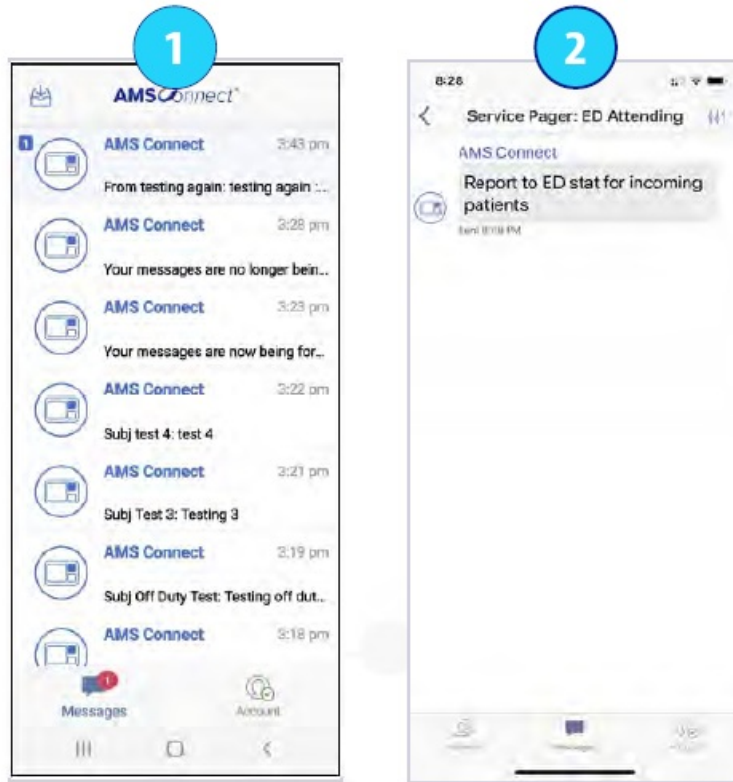 1
AMSConnect
1
AMS Connect 3:43 pm
From testing again: testing again :...
AMS Connect 3:28 pm
Your messages are no longer bein...
AMS Connect 3:23 pm
Your messages are now being for...
AMS Connect 3:22 pm
Subj test 4: test 4
AMS Connect 3:21 pm
Subj Test 3: Testing 3
AMS Connect 3:19 pm
Subj Off Duty Test: Testing off dut...
AMS Connect 3:18 pm
1
Messages Account
2
8:28
Service Pager: ED Attending
AMS Connect
Report to ED stat for incoming
patients
PM